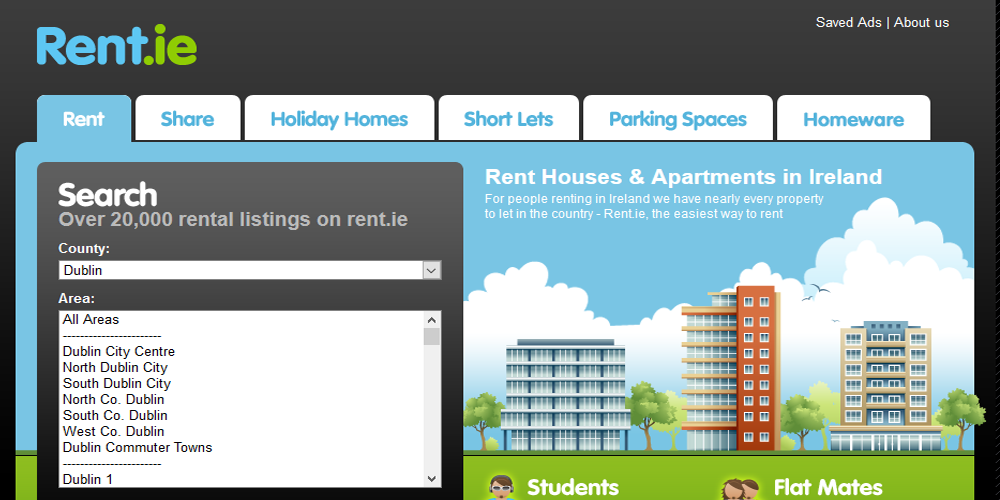 Saved Ads | About us
Rent.ie
Rent
Share
Holiday Homes
Short Lets
Parking Spaces
Homeware
Search
Over 20,000 rental listings on rent.ie
County:
Dublin
Area:
All Areas
-----------------------
Dublin City Centre
North Dublin City
South Dublin City
North Co. Dublin
South Co. Dublin
West Co. Dublin
Dublin Commuter Towns
-----------------------
Dublin 1
Rent Houses & Apartments in Ireland
For people renting in Ireland we have nearly every property
to let in the country - Rent.ie, the easiest way to rent
Students
Flat Mates